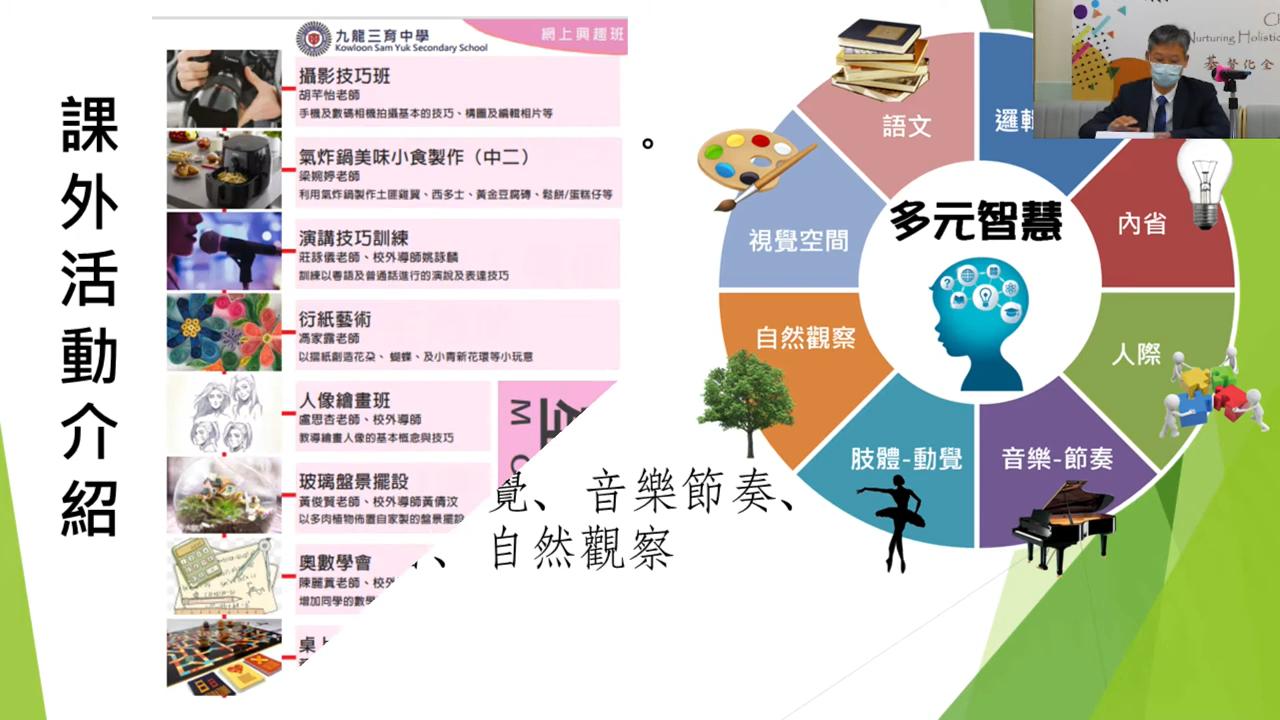 課外活動介紹
九龍三育中學
Kowloon Sam Yuk Secondary School
網上興趣班
攝影技巧班
胡芊怡老師
手機及數碼相機拍攝基本的技巧、構圖及編輯相片等
氣炸鍋美味小食製作（中二）
梁婉婷老師
利用氣炸鍋製作土匪雞翼、西多士、黃金豆腐磚、鬆餅/蛋糕仔等
演講技巧訓練
莊詠儀老師、校外導師姚詠麟
訓練以粵語及普通話進行的演說及表達技巧
衍紙藝術
馮家露老師
以摺紙創造花朵、蝴蝶、及小青新花環等小玩意
人像繪畫班
盧思杏老師、校外導師
教導繪畫人像的基本概念與技巧
玻璃盤景擺設
黃俊賢老師、校外導師黃倩汶
以多肉植物佈置自家製的盤景擺設
奧數學會
陳麗賞老師、校外
增加同學的數學
桌上
。
覺、音樂節奏、
、自然觀察
多元智慧
語文
邏輯
內省
人際
音樂-節奏
肢體-動覺
自然觀察
視覺空間
Nurturing Holistic
基督化全